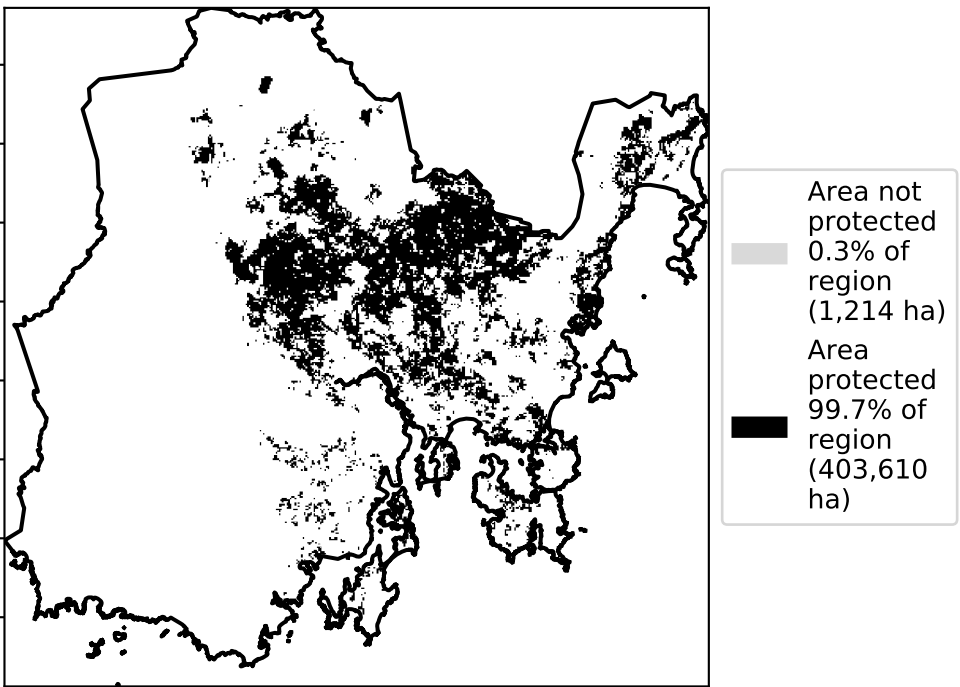 Area not
protected
0.3% of
region
(1,214 ha)
Area
protected
99.7% of
region
(403,610
ha)